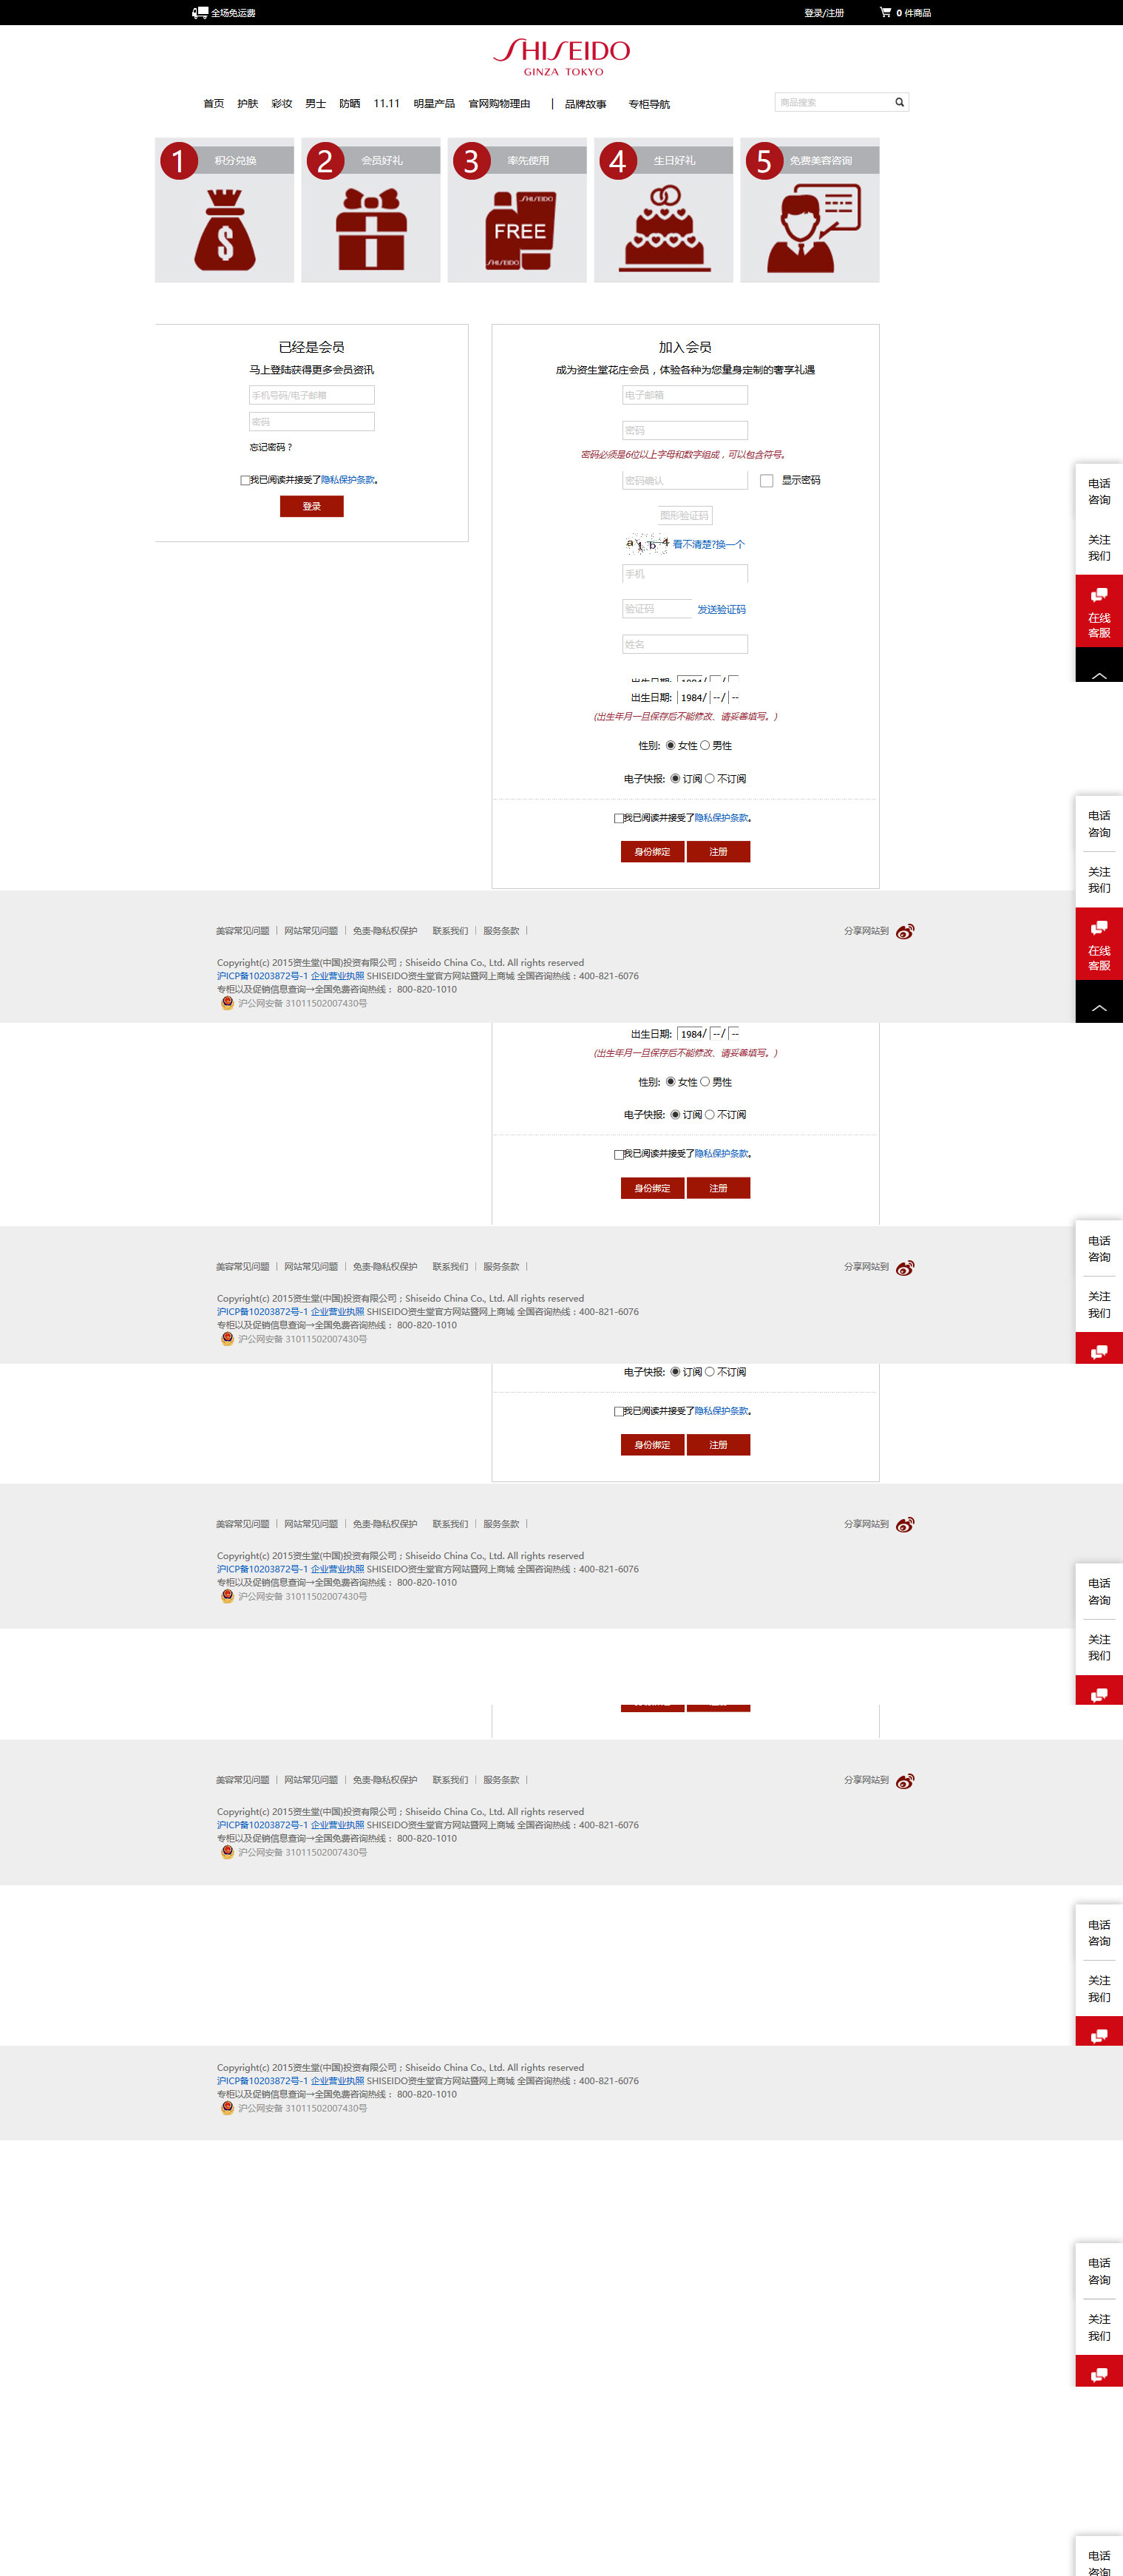 全场免运费
登录/注册
0 件商品
SHISEIDO
GINZA TOKYO
首页 护肤 彩妆 男士 防晒 11.11 明星产品 官网购物理由 | 品牌故事 专柜导航
商品搜索
1 积分兑换
2 会员好礼
3 率先使用
4 生日好礼
5 免费美容咨询
$
SHISEIDO
FREE
SHISEIDO
已经是会员
马上登陆获得更多会员资讯
手机号码/电子邮箱
密码
忘记密码？
我已阅读并接受了隐私保护条款。
登录
加入会员
成为资生堂花庄会员，体验各种为您量身定制的奢享礼遇
电子邮箱
密码
密码必须是6位以上字母和数字组成，可以包含符号。
密码确认
显示密码
图形验证码
a1b4 看不清楚?换一个
手机
验证码 发送验证码
姓名
电话
咨询
关注
我们
在线
客服
出生日期: 1984/ --/ --
(出生年月一旦保存后不能修改、请妥善填写。)
性别: 女性 男性
电子快报: 订阅 不订阅
我已阅读并接受了隐私保护条款。
身份绑定 注册
电话
咨询
关注
我们
在线
客服
美容常见问题 | 网站常见问题 | 免责·隐私权保护 联系我们 | 服务条款 |
分享网站到
Copyright(c) 2015资生堂(中国)投资有限公司；Shiseido China Co., Ltd. All rights reserved
沪ICP备10203872号-1 企业营业执照 SHISEIDO资生堂官方网站暨网上商城 全国咨询热线：400-821-6076
专柜以及促销信息查询→全国免费咨询热线： 800-820-1010
沪公网安备 31011502007430号
出生日期: 1984/ --/ --
(出生年月一旦保存后不能修改、请妥善填写。)
性别: 女性 男性
电子快报: 订阅 不订阅
我已阅读并接受了隐私保护条款。
身份绑定 注册
美容常见问题 | 网站常见问题 | 免责·隐私权保护 联系我们 | 服务条款 |
分享网站到
Copyright(c) 2015资生堂(中国)投资有限公司；Shiseido China Co., Ltd. All rights reserved
沪ICP备10203872号-1 企业营业执照 SHISEIDO资生堂官方网站暨网上商城 全国咨询热线：400-821-6076
专柜以及促销信息查询→全国免费咨询热线： 800-820-1010
沪公网安备 31011502007430号
电话
咨询
关注
我们
电子快报: 订阅 不订阅
我已阅读并接受了隐私保护条款。
身份绑定 注册
美容常见问题 | 网站常见问题 | 免责·隐私权保护 联系我们 | 服务条款 |
分享网站到
Copyright(c) 2015资生堂(中国)投资有限公司；Shiseido China Co., Ltd. All rights reserved
沪ICP备10203872号-1 企业营业执照 SHISEIDO资生堂官方网站暨网上商城 全国咨询热线：400-821-6076
专柜以及促销信息查询→全国免费咨询热线： 800-820-1010
沪公网安备 31011502007430号
电话
咨询
关注
我们
美容常见问题 | 网站常见问题 | 免责·隐私权保护 联系我们 | 服务条款 |
分享网站到
Copyright(c) 2015资生堂(中国)投资有限公司；Shiseido China Co., Ltd. All rights reserved
沪ICP备10203872号-1 企业营业执照 SHISEIDO资生堂官方网站暨网上商城 全国咨询热线：400-821-6076
专柜以及促销信息查询→全国免费咨询热线： 800-820-1010
沪公网安备 31011502007430号
电话
咨询
关注
我们
Copyright(c) 2015资生堂(中国)投资有限公司；Shiseido China Co., Ltd. All rights reserved
沪ICP备10203872号-1 企业营业执照 SHISEIDO资生堂官方网站暨网上商城 全国咨询热线：400-821-6076
专柜以及促销信息查询→全国免费咨询热线： 800-820-1010
沪公网安备 31011502007430号
电话
咨询
关注
我们
电话
咨询